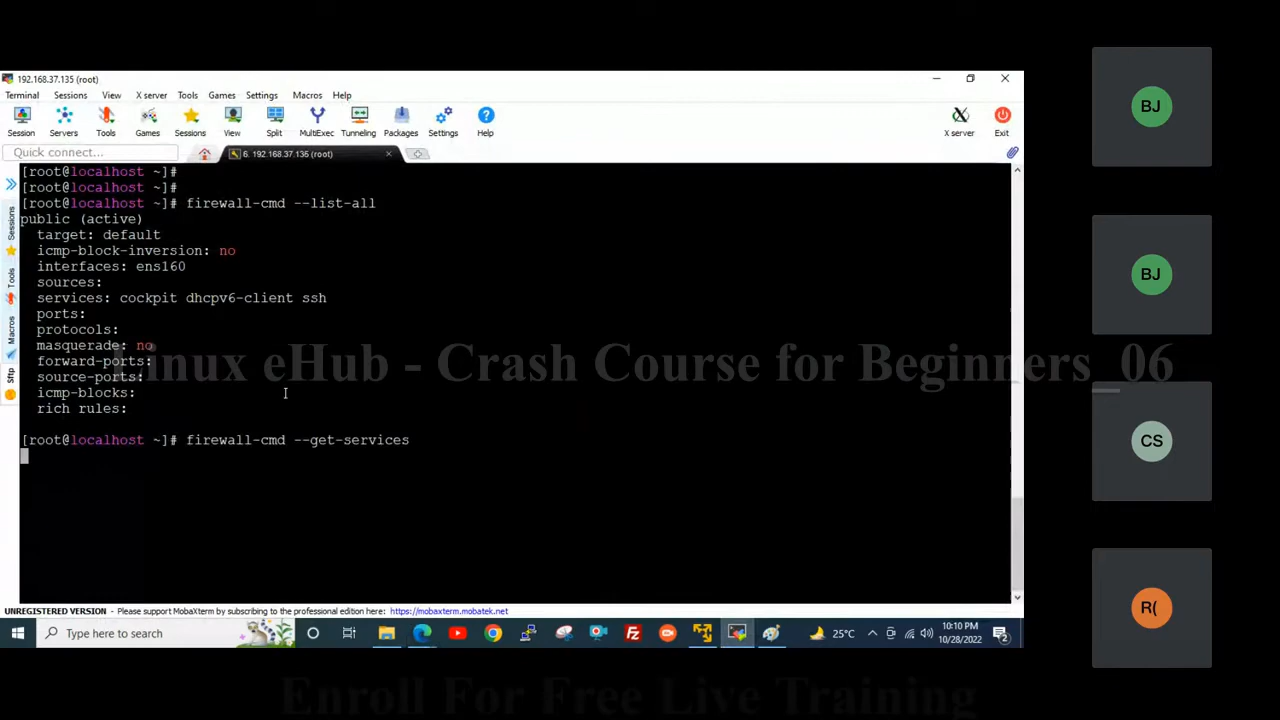 192.168.37.135 (root)
Terminal Sessions View X server Tools Games Settings Macros Help
Session Servers Tools Games Sessions View Split MultiExec Tunneling Packages Settings Help X server Exit
Quick connect...
6. 192.168.37.135 (root)
[root@localhost ~]#
[root@localhost ~]#
[root@localhost ~]# firewall-cmd --list-all
public (active)
target: default
icmp-block-inversion: no
interfaces: ens160
sources:
services: cockpit dhcpv6-client ssh
ports:
protocols:
masquerade: no
forward-ports:
source-ports:
icmp-blocks:
rich rules:
[root@localhost ~]# firewall-cmd --get-services
Sessions
Tools
Macros
Sftp
Linux eHub - Crash Course for Beginners_06
UNREGISTERED VERSION - Please support MobaXterm by subscribing to the professional edition here: https://mobaxterm.mobatek.net
Type here to search
25°C
10:10 PM
10/28/2022
2
Enroll For Free Live Training
BJ
BJ
CS
R(